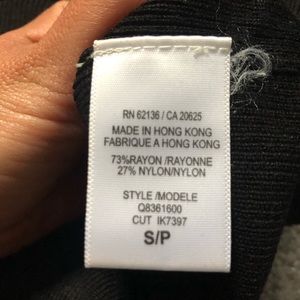 RN 62136 / CA 20625
MADE IN HONG KONG
FABRIQUE A HONG KONG
73%RAYON /RAYONNE
27% NYLON/NYLON
STYLE /MODELE
Q8361600
CUT IK7397
S/P